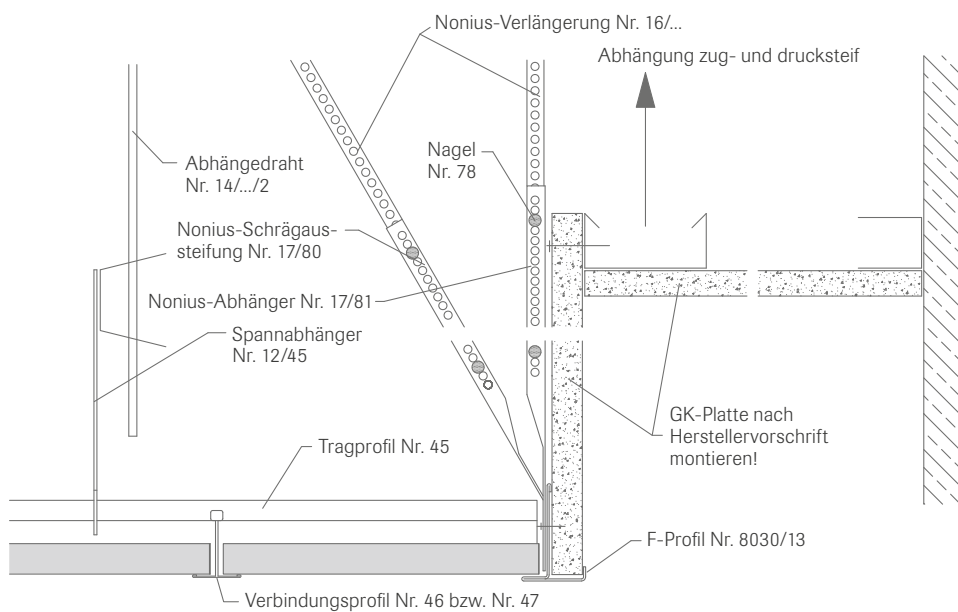 Nonius-Verlängerung Nr. 16/...
Abhängung zug- und drucksteif
Nagel
Nr. 78
Abhängedraht
Nr. 14/.../2
Nonius-Schrägaus-
steifung Nr. 17/80
Nonius-Abhänger Nr. 17/81
Spannabhänger
Nr. 12/45
GK-Platte nach
Herstellervorschrift
montieren!
Tragprofil Nr. 45
F-Profil Nr. 8030/13
Verbindungsprofil Nr. 46 bzw. Nr. 47